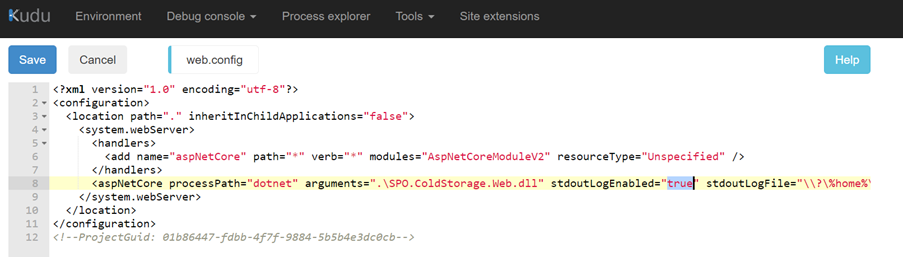 Kudu Environment Debug console Process explorer Tools Site extensions
Save Cancel web.config Help
1 <?xml version="1.0" encoding="utf-8"?>
2 <configuration>
3 <location path="." inheritInChildApplications="false">
4 <system.webServer>
5 <handlers>
6 <add name="aspNetCore" path="*" verb="*" modules="AspNetCoreModuleV2" resourceType="Unspecified" />
7 </handlers>
8 <aspNetCore processPath="dotnet" arguments=".\SPO.ColdStorage.Web.dll" stdoutLogEnabled="true" stdoutLogFile="\\?\%home%\
9 </system.webServer>
10 </location>
11 </configuration>
12 <!--ProjectGuid: 01b86447-fdbb-4f7f-9884-5b5b4e3dc0cb-->